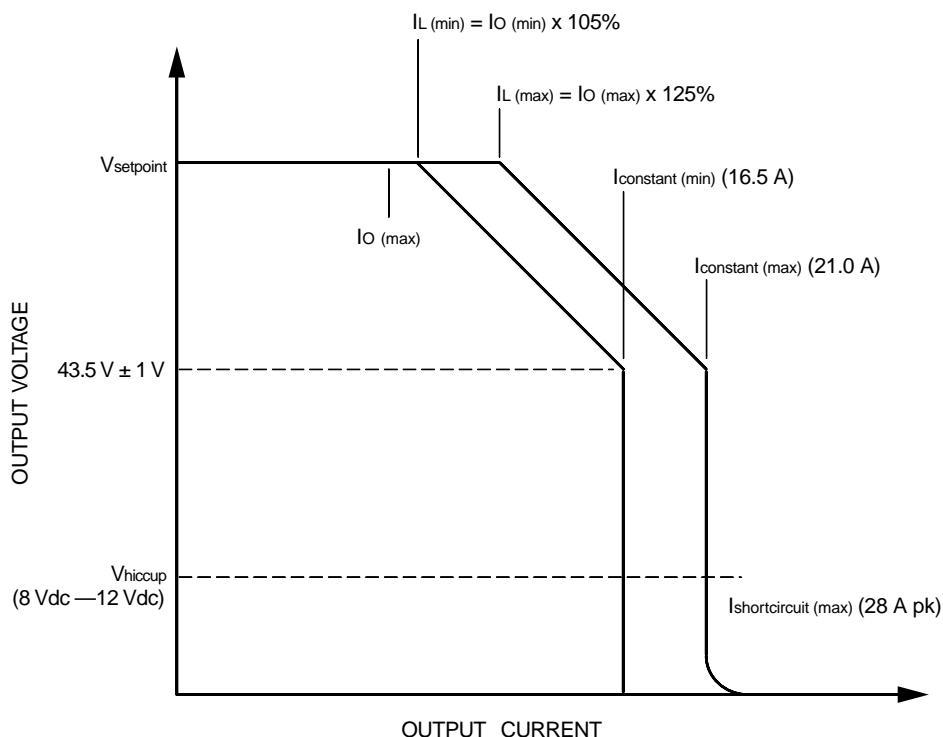 IL (min) = IO (min) x 105%
IL (max) = IO (max) x 125%
Vsetpoint
Iconstant (min) (16.5 A)
IO (max)
Iconstant (max) (21.0 A)
OUTPUT VOLTAGE
43.5 V ± 1 V
Vhiccup
(8 Vdc —12 Vdc)
Ishortcircuit (max) (28 A pk)
OUTPUT CURRENT